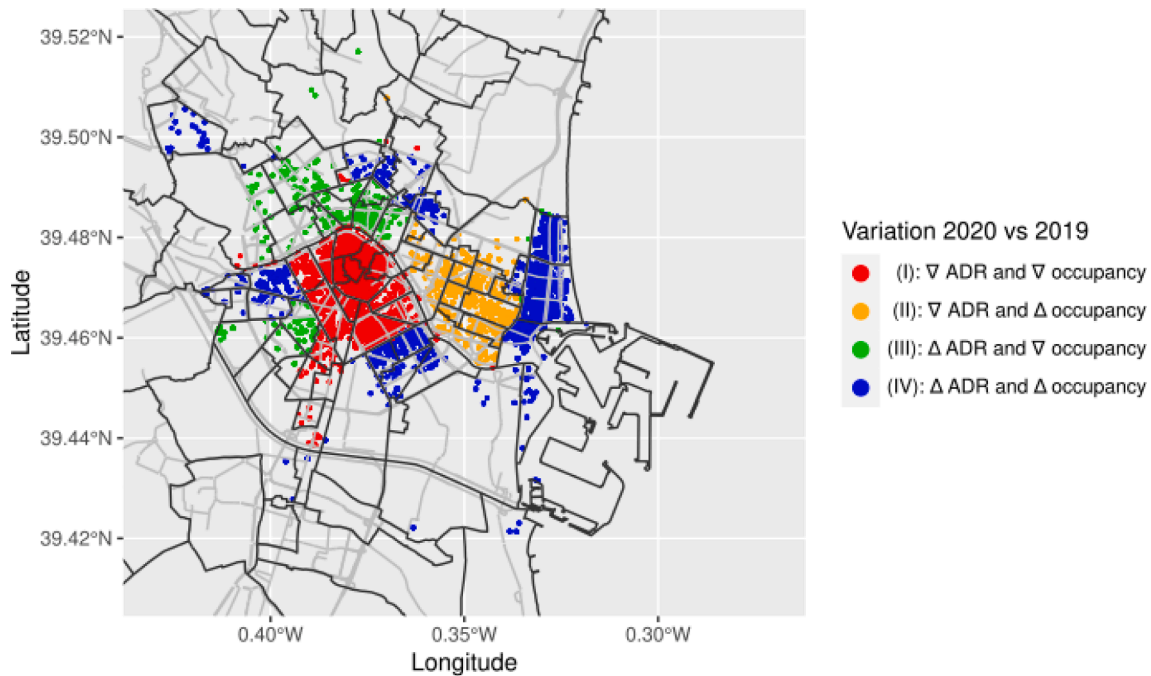 39.52°N
39.50°N
39.48°N
39.46°N
39.44°N
39.42°N
Latitude
0.40°W 0.35°W 0.30°W
Longitude
Variation 2020 vs 2019
(I): ∇ ADR and ∇ occupancy
(II): ∇ ADR and Δ occupancy
(III): Δ ADR and ∇ occupancy
(IV): Δ ADR and Δ occupancy